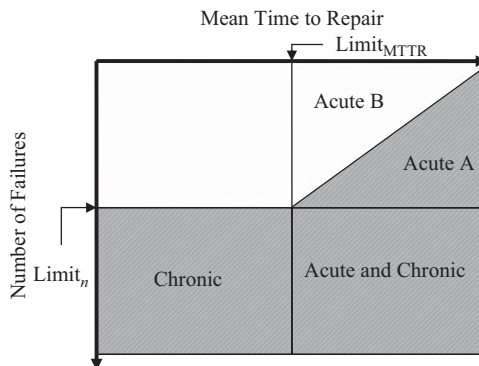 Mean Time to Repair
Limit_MTTR
Acute B
Acute A
Number of Failures
Limit_n
Chronic
Acute and Chronic